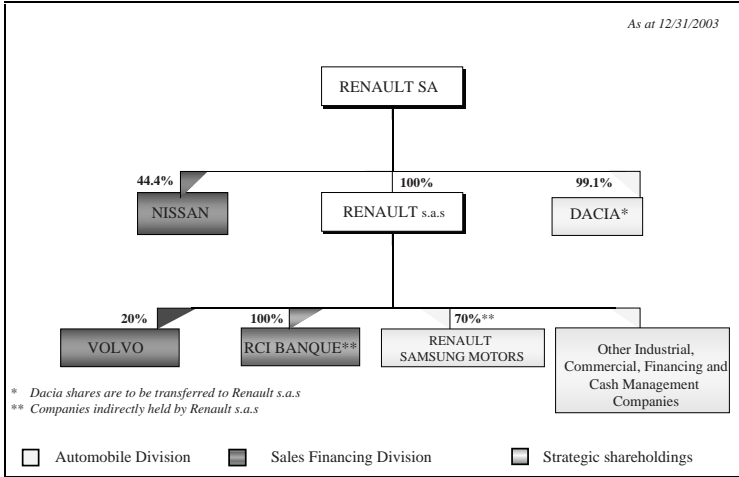 As at 12/31/2003
RENAULT SA
44.4%
100%
99.1%
NISSAN
RENAULT s.a.s
DACIA*
20%
100%
70%**
VOLVO
RCI BANQUE**
RENAULT
SAMSUNG MOTORS
Other Industrial,
Commercial, Financing and
Cash Management
Companies
* Dacia shares are to be transferred to Renault s.a.s
** Companies indirectly held by Renault s.a.s
Automobile Division
Sales Financing Division
Strategic shareholdings